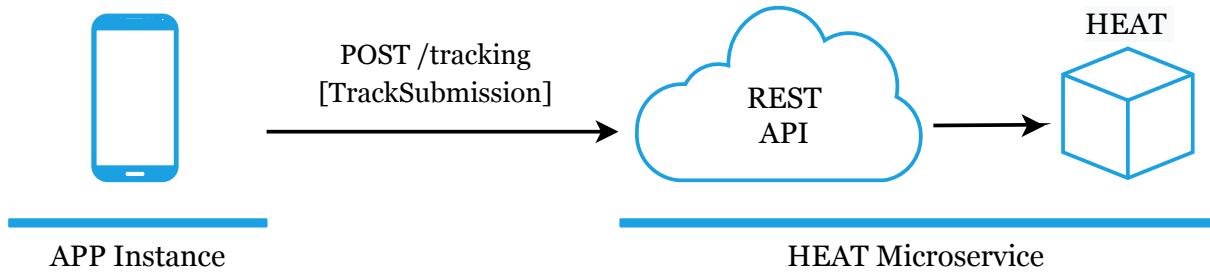 HEAT
POST /tracking
[TrackSubmission]
REST
API
APP Instance
HEAT Microservice